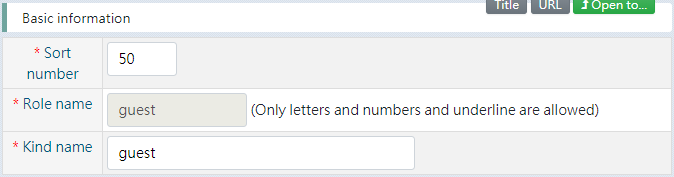 Title URL Open to...
Basic information
* Sort number 50
* Role name guest (Only letters and numbers and underline are allowed)
* Kind name guest